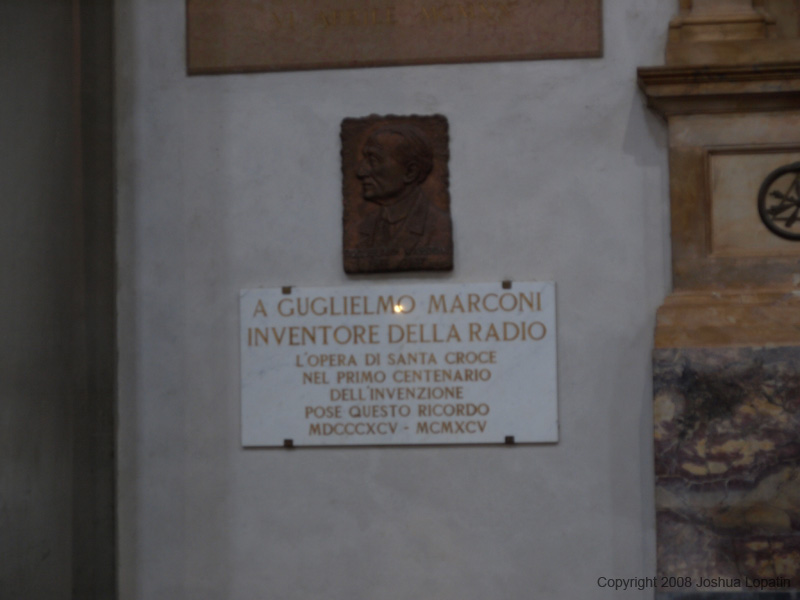 A GUGLIELMO MARCONI
INVENTORE DELLA RADIO
L'OPERA DI SANTA CROCE
NEL PRIMO CENTENARIO
DELL'INVENZIONE
POSE QUESTO RICORDO
MDCCCXCV - MCMXCV
Copyright 2008 Joshua Lopatin